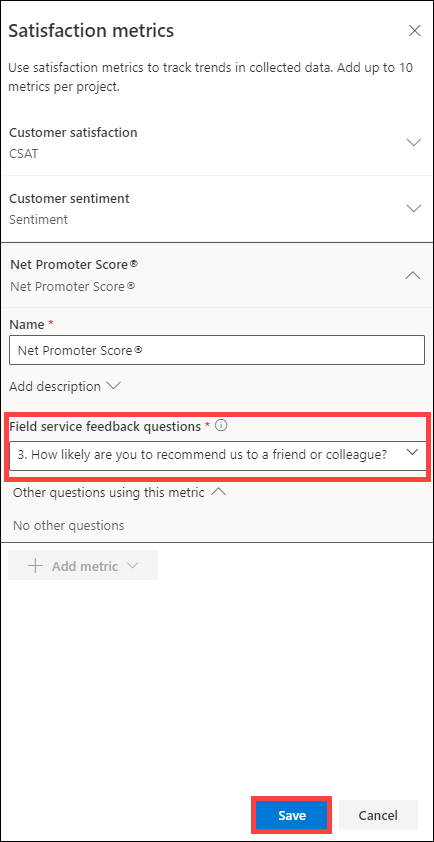 Satisfaction metrics
Use satisfaction metrics to track trends in collected data. Add up to 10
metrics per project.
Customer satisfaction
CSAT
Customer sentiment
Sentiment
Net Promoter Score®
Net Promoter Score®
Name *
Net Promoter Score®
Add description
Field service feedback questions *
3. How likely are you to recommend us to a friend or colleague?
Other questions using this metric
No other questions
Add metric
Save Cancel